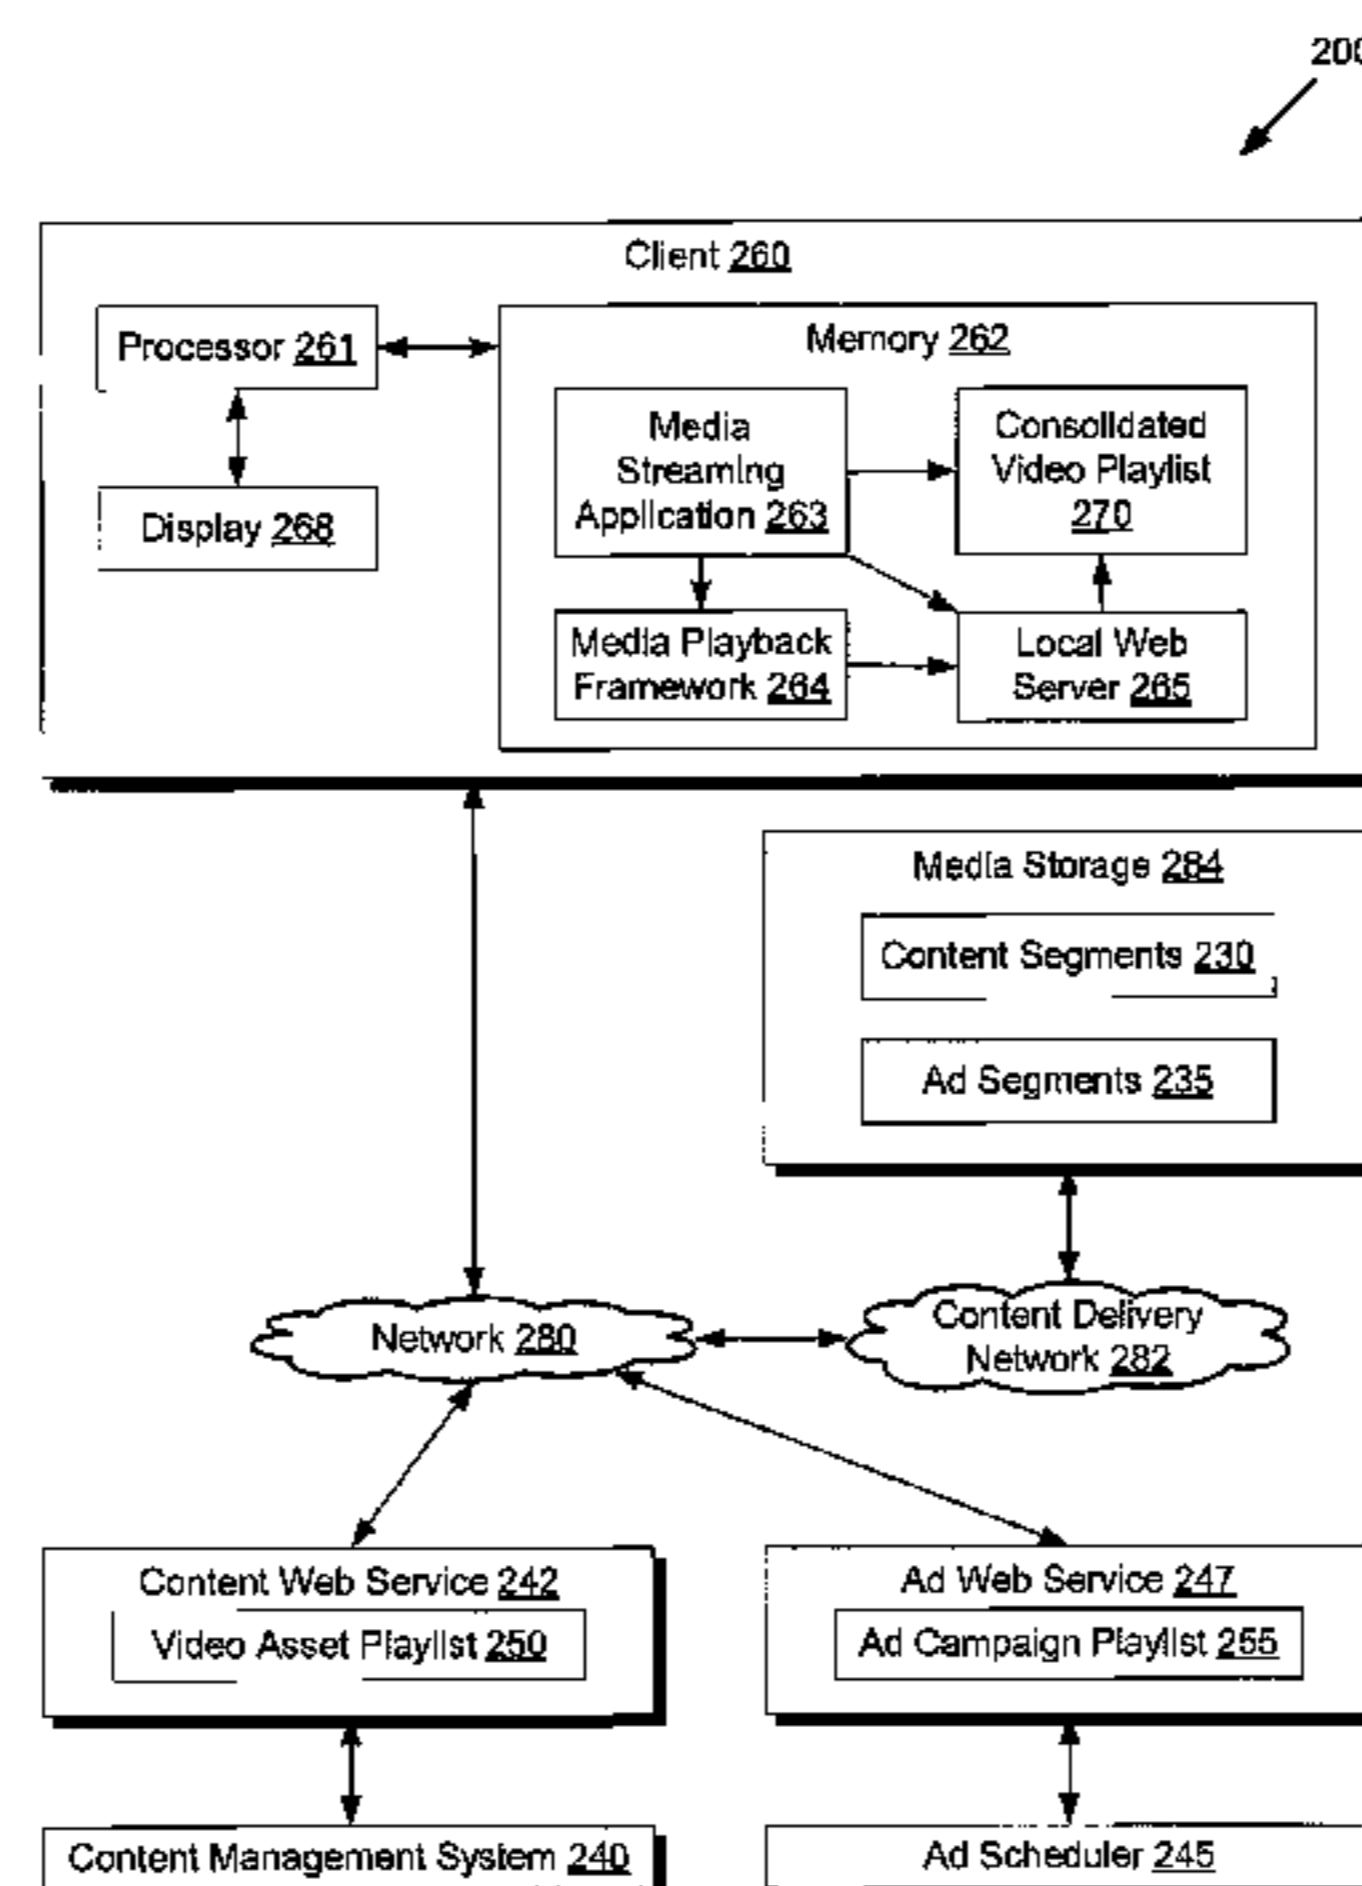 200
Client 260
Processor 261
Memory 262
Media
Streaming
Application 263
Consolidated
Video Playlist
270
Display 268
Media Playback
Framework 264
Local Web
Server 265
Media Storage 284
Content Segments 230
Ad Segments 235
Network 280
Content Delivery
Network 282
Content Web Service 242
Video Asset Playlist 250
Ad Web Service 247
Ad Campaign Playlist 255
Content Management System 240
Ad Scheduler 245